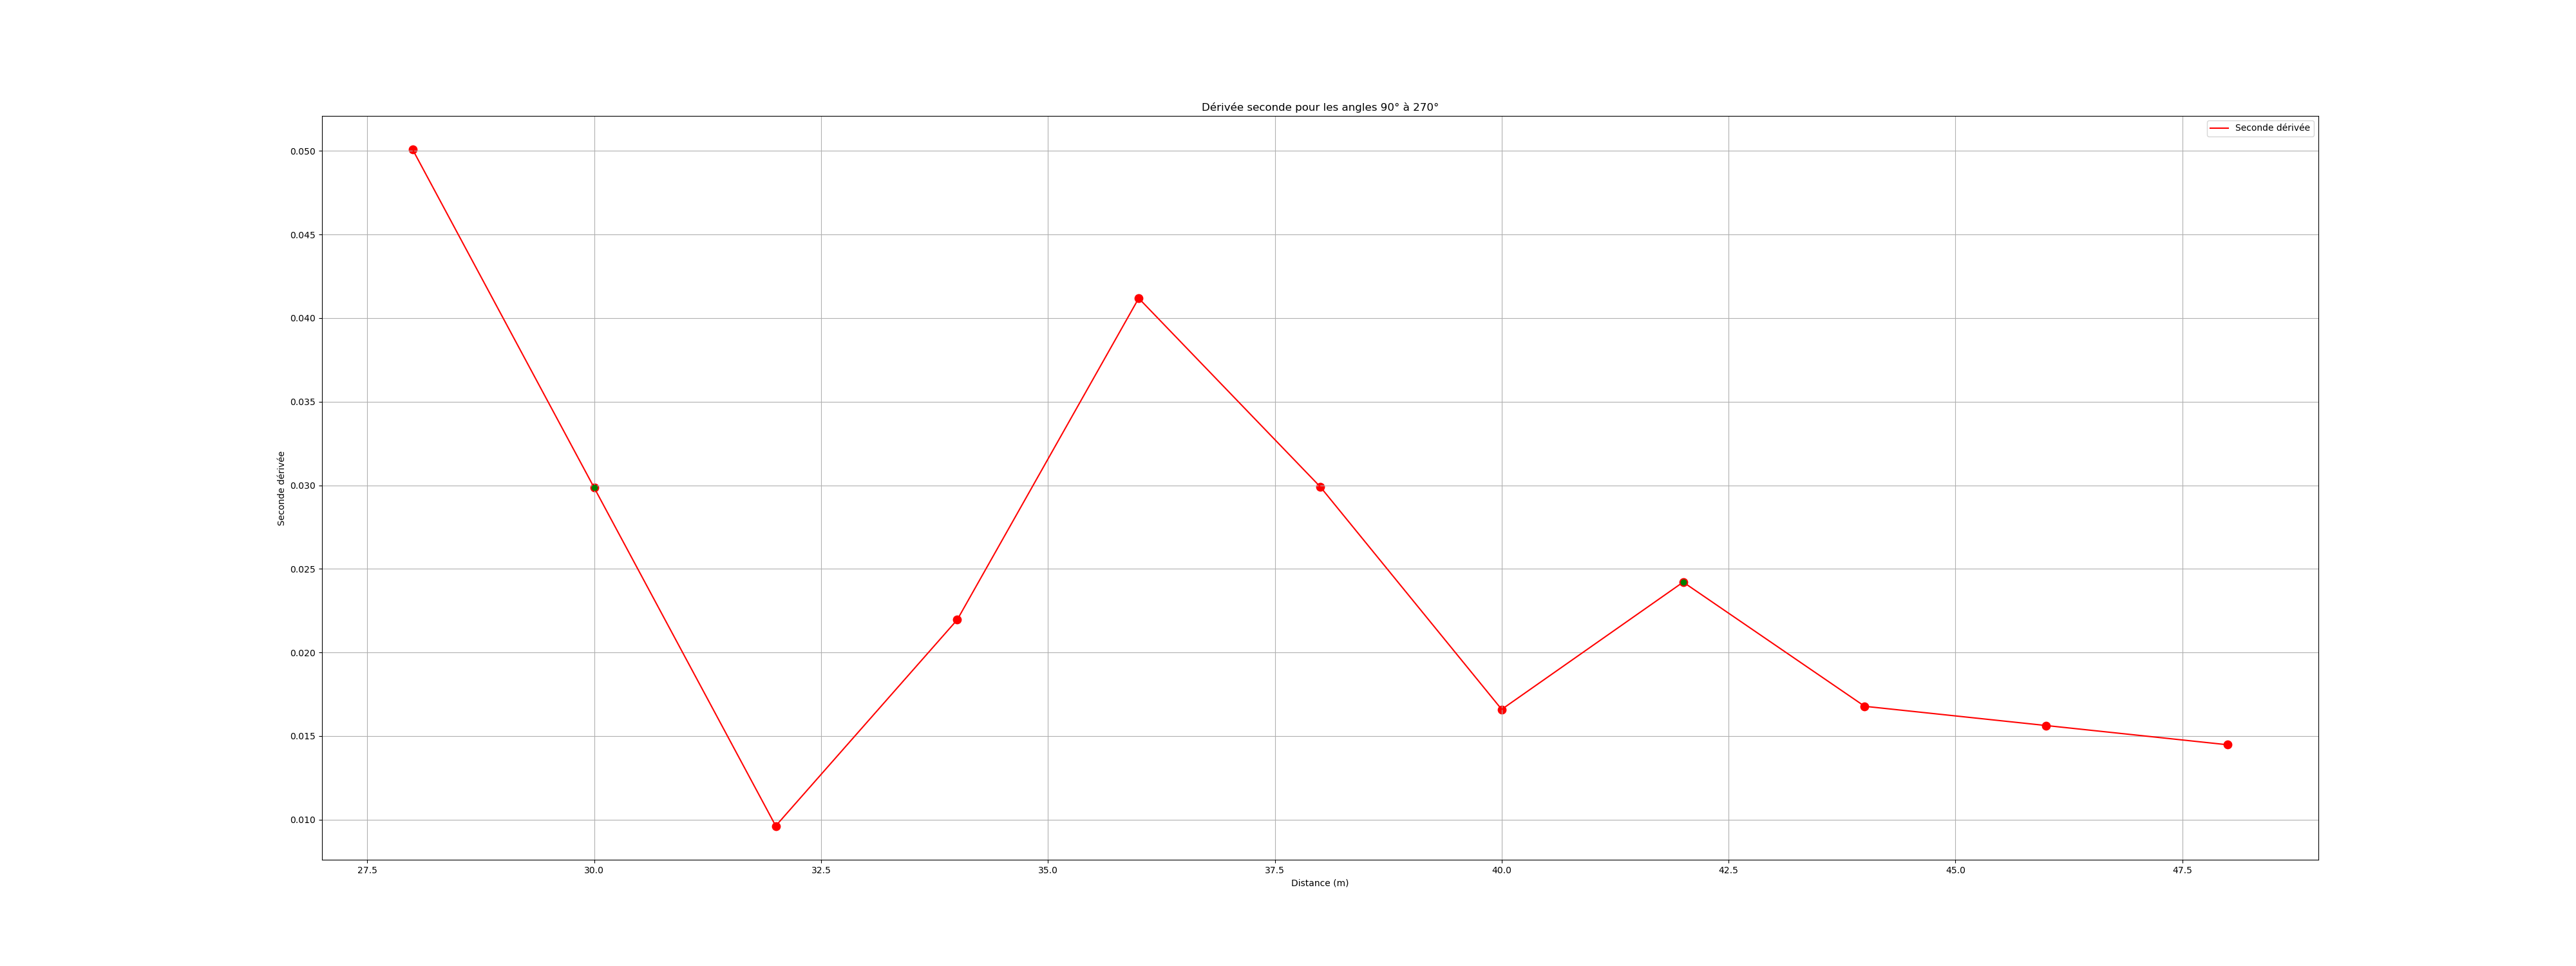 Dérivée seconde pour les angles 90° à 270°
Seconde dérivée
0.050
0.045
0.040
0.035
0.030
0.025
0.020
0.015
0.010
Seconde dérivée
27.5 30.0 32.5 35.0 37.5 40.0 42.5 45.0 47.5
Distance (m)